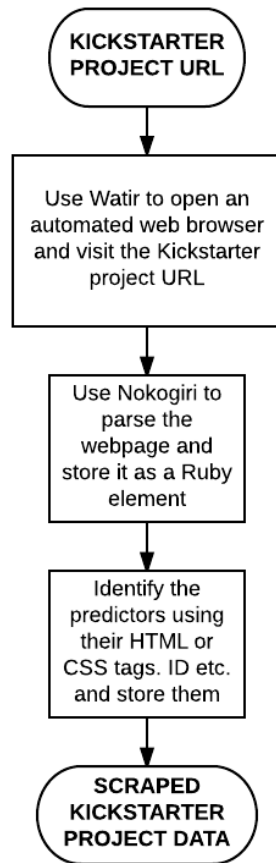 KICKSTARTER
PROJECT URL
Use Watir to open an
automated web browser
and visit the Kickstarter
project URL
Use Nokogiri to
parse the
webpage and
store it as a Ruby
element
Identify the
predictors using
their HTML or
CSS tags. ID etc.
and store them
SCRAPED
KICKSTARTER
PROJECT DATA